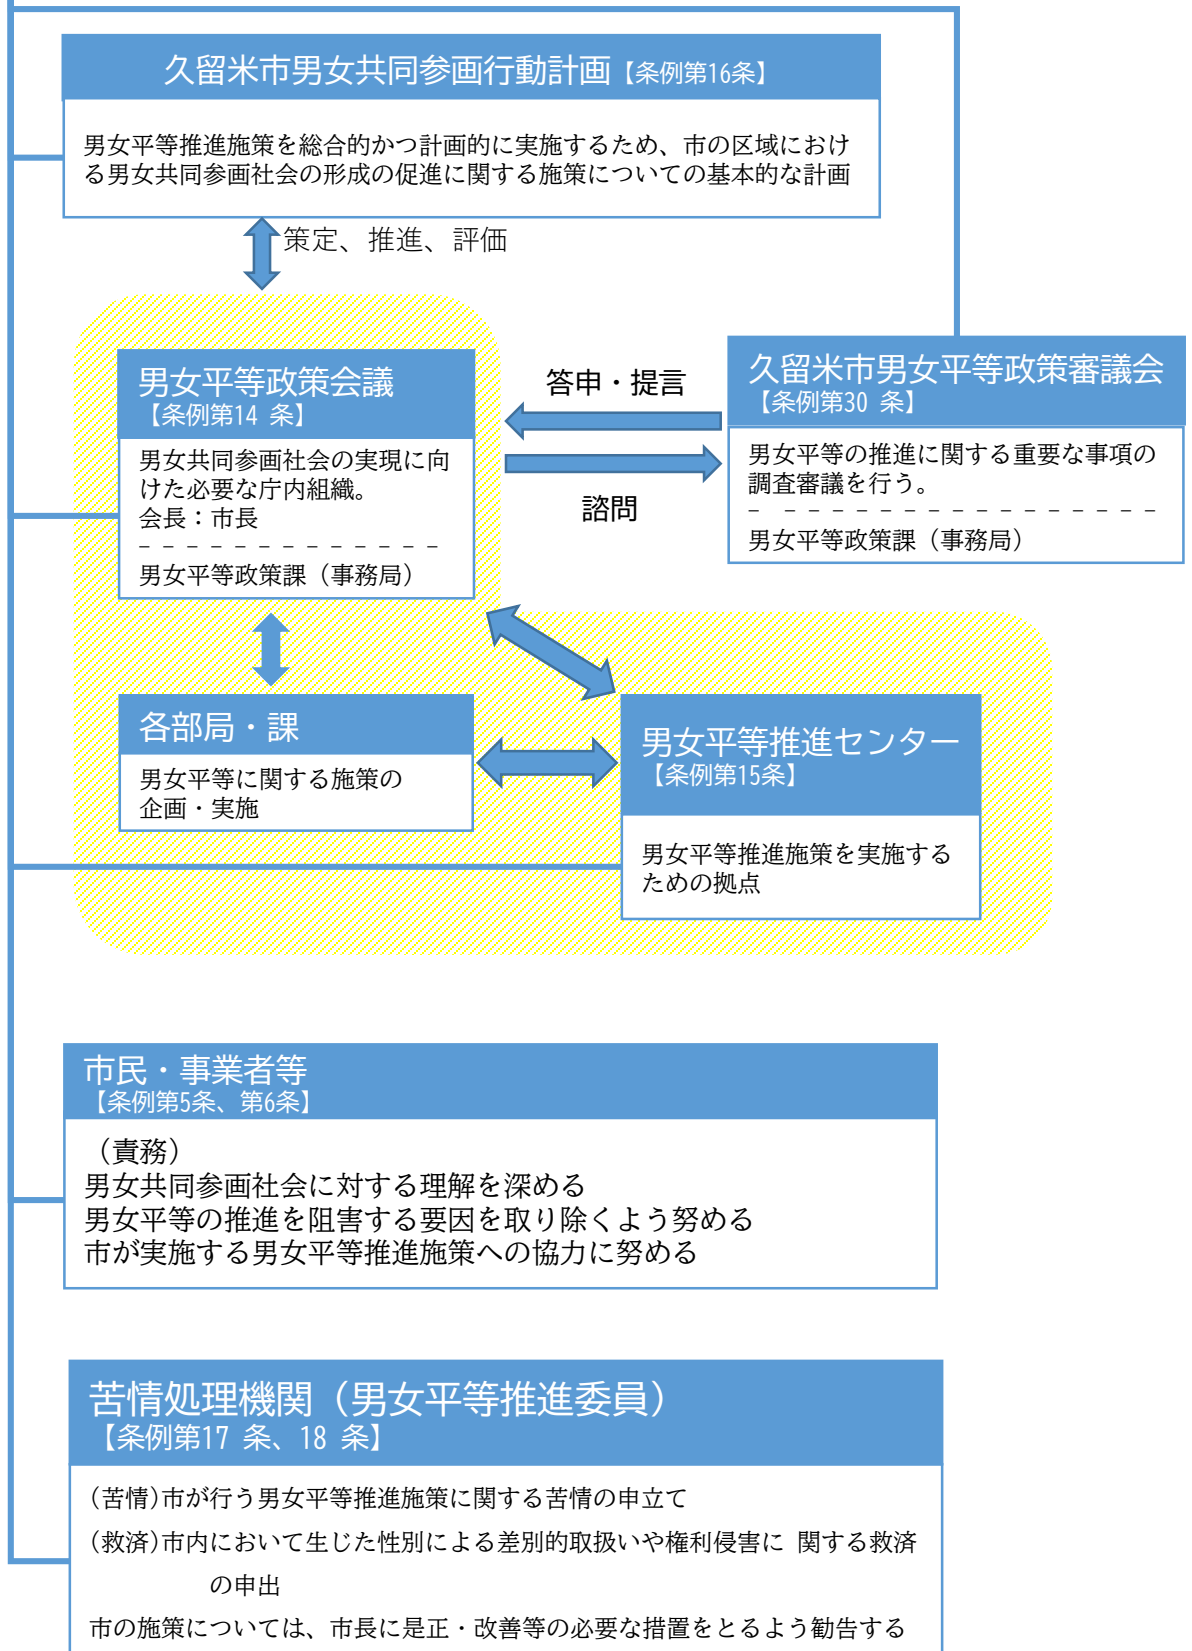 久留米市男女共同参画行動計画【条例第16条】
男女平等推進施策を総合的かつ計画的に実施するため、市の区域におけ
る男女共同参画社会の形成の促進に関する施策についての基本的な計画
策定、推進、評価
男女平等政策会議
【条例第14 条】
男女共同参画社会の実現に向
けた必要な庁内組織。
会長：市長
男女平等政策課（事務局）
答申・提言
諮問
久留米市男女平等政策審議会
【条例第30 条】
男女平等の推進に関する重要な事項の
調査審議を行う。
男女平等政策課（事務局）
各部局・課
男女平等に関する施策の
企画・実施
男女平等推進センター
【条例第15条】
男女平等推進施策を実施する
ための拠点
市民・事業者等
【条例第5条、第6条】
（責務）
男女共同参画社会に対する理解を深める
男女平等の推進を阻害する要因を取り除くよう努める
市が実施する男女平等推進施策への協力に努める
苦情処理機関（男女平等推進委員）
【条例第17 条、18 条】
(苦情)市が行う男女平等推進施策に関する苦情の申立て
(救済)市内において生じた性別による差別的取扱いや権利侵害に 関する救済
の申出
市の施策については、市長に是正・改善等の必要な措置をとるよう勧告する